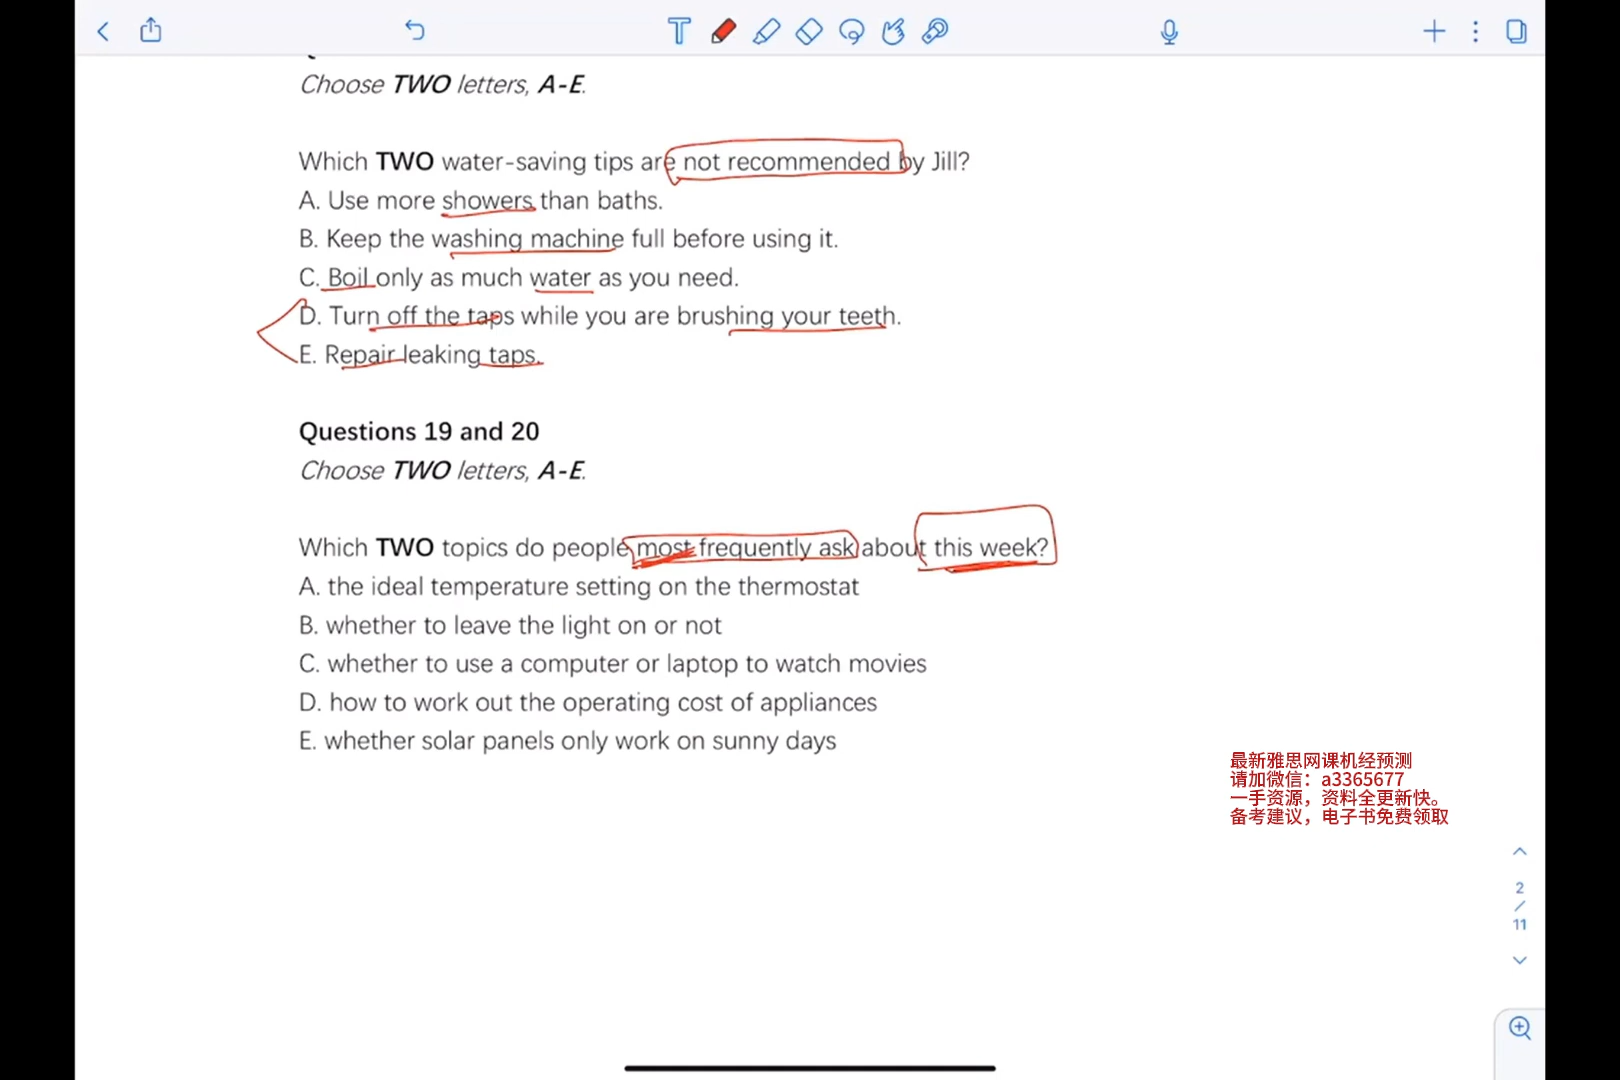 Choose TWO letters, A-E.
Which TWO water-saving tips are not recommended by Jill?
A. Use more showers than baths.
B. Keep the washing machine full before using it.
C. Boil only as much water as you need.
D. Turn off the taps while you are brushing your teeth.
E. Repair leaking taps.
Questions 19 and 20
Choose TWO letters, A-E.
Which TWO topics do people most frequently ask about this week?
A. the ideal temperature setting on the thermostat
B. whether to leave the light on or not
C. whether to use a computer or laptop to watch movies
D. how to work out the operating cost of appliances
E. whether solar panels only work on sunny days
最新雅思网课机经预测
请加微信：a3365677
一手资源，资料全更新快。
备考建议，电子书免费领取
2
/
11